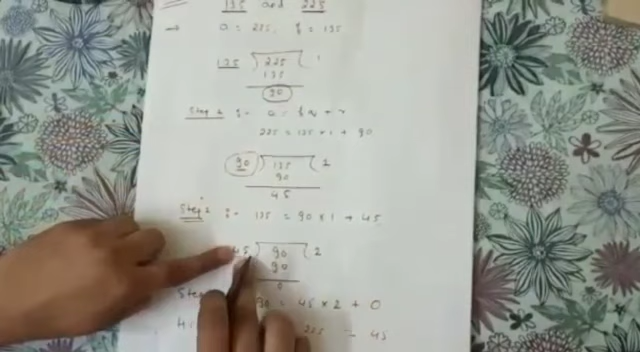 135 and 225
→ a = 225, b = 135
135 ) 225 ( 1
135
90
Step 1 :- a = bq + r
225 = 135 × 1 + 90
90 ) 135 ( 1
90
45
Step 2 :- 135 = 90 × 1 + 45
45 ) 90 ( 2
90
0
Step
90 = 45 × 2 + 0
225 = 45